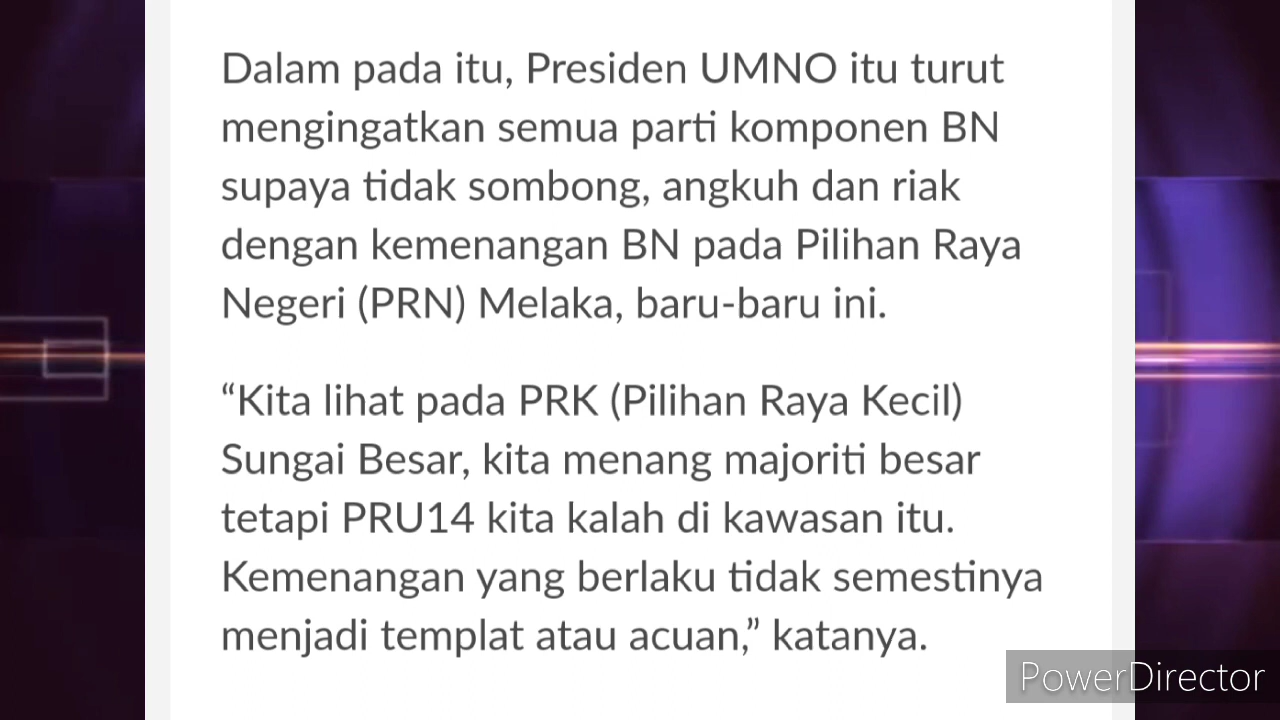 Dalam pada itu, Presiden UMNO itu turut
mengingatkan semua parti komponen BN
supaya tidak sombong, angkuh dan riak
dengan kemenangan BN pada Pilihan Raya
Negeri (PRN) Melaka, baru-baru ini.
“Kita lihat pada PRK (Pilihan Raya Kecil)
Sungai Besar, kita menang majoriti besar
tetapi PRU14 kita kalah di kawasan itu.
Kemenangan yang berlaku tidak semestinya
menjadi templat atau acuan,” katanya.
PowerDirector